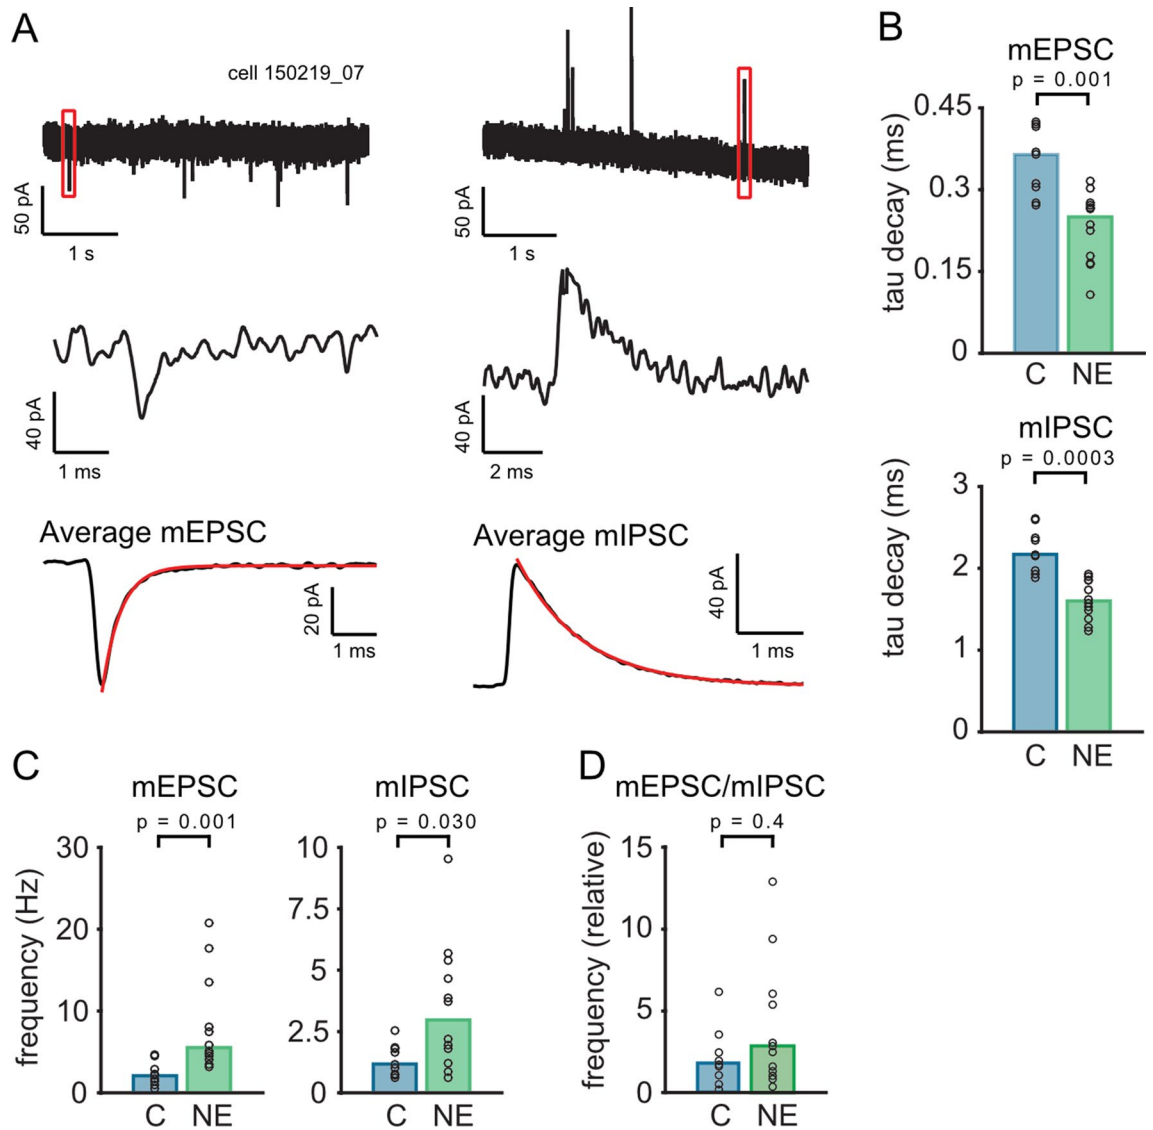 A
cell 150219_07
50 pA
1 s
50 pA
1 s
40 pA
1 ms
40 pA
2 ms
Average mEPSC
20 pA
1 ms
Average mIPSC
40 pA
1 ms
B
mEPSC
p = 0.001
tau decay (ms)
0.45
0.3
0.15
0
C NE
mIPSC
p = 0.0003
tau decay (ms)
3
2
1
0
C NE
C
mEPSC
p = 0.001
frequency (Hz)
30
20
10
0
C NE
mIPSC
p = 0.030
10
7.5
5
2.5
0
C NE
D
mEPSC/mIPSC
p = 0.4
frequency (relative)
15
10
5
0
C NE